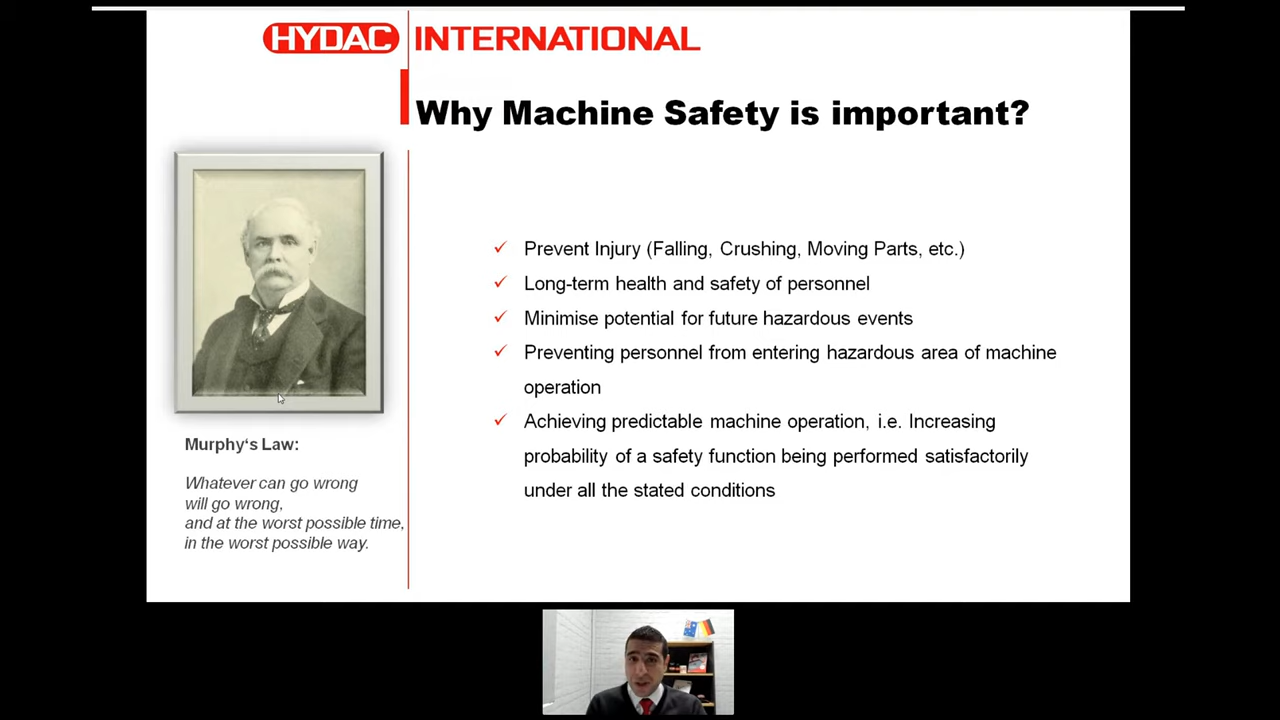 HYDAC INTERNATIONAL
Why Machine Safety is important?
Prevent Injury (Falling, Crushing, Moving Parts, etc.)
Long-term health and safety of personnel
Minimise potential for future hazardous events
Preventing personnel from entering hazardous area of machine
operation
Achieving predictable machine operation, i.e. Increasing
probability of a safety function being performed satisfactorily
under all the stated conditions
Murphy‘s Law:
Whatever can go wrong
will go wrong,
and at the worst possible time,
in the worst possible way.